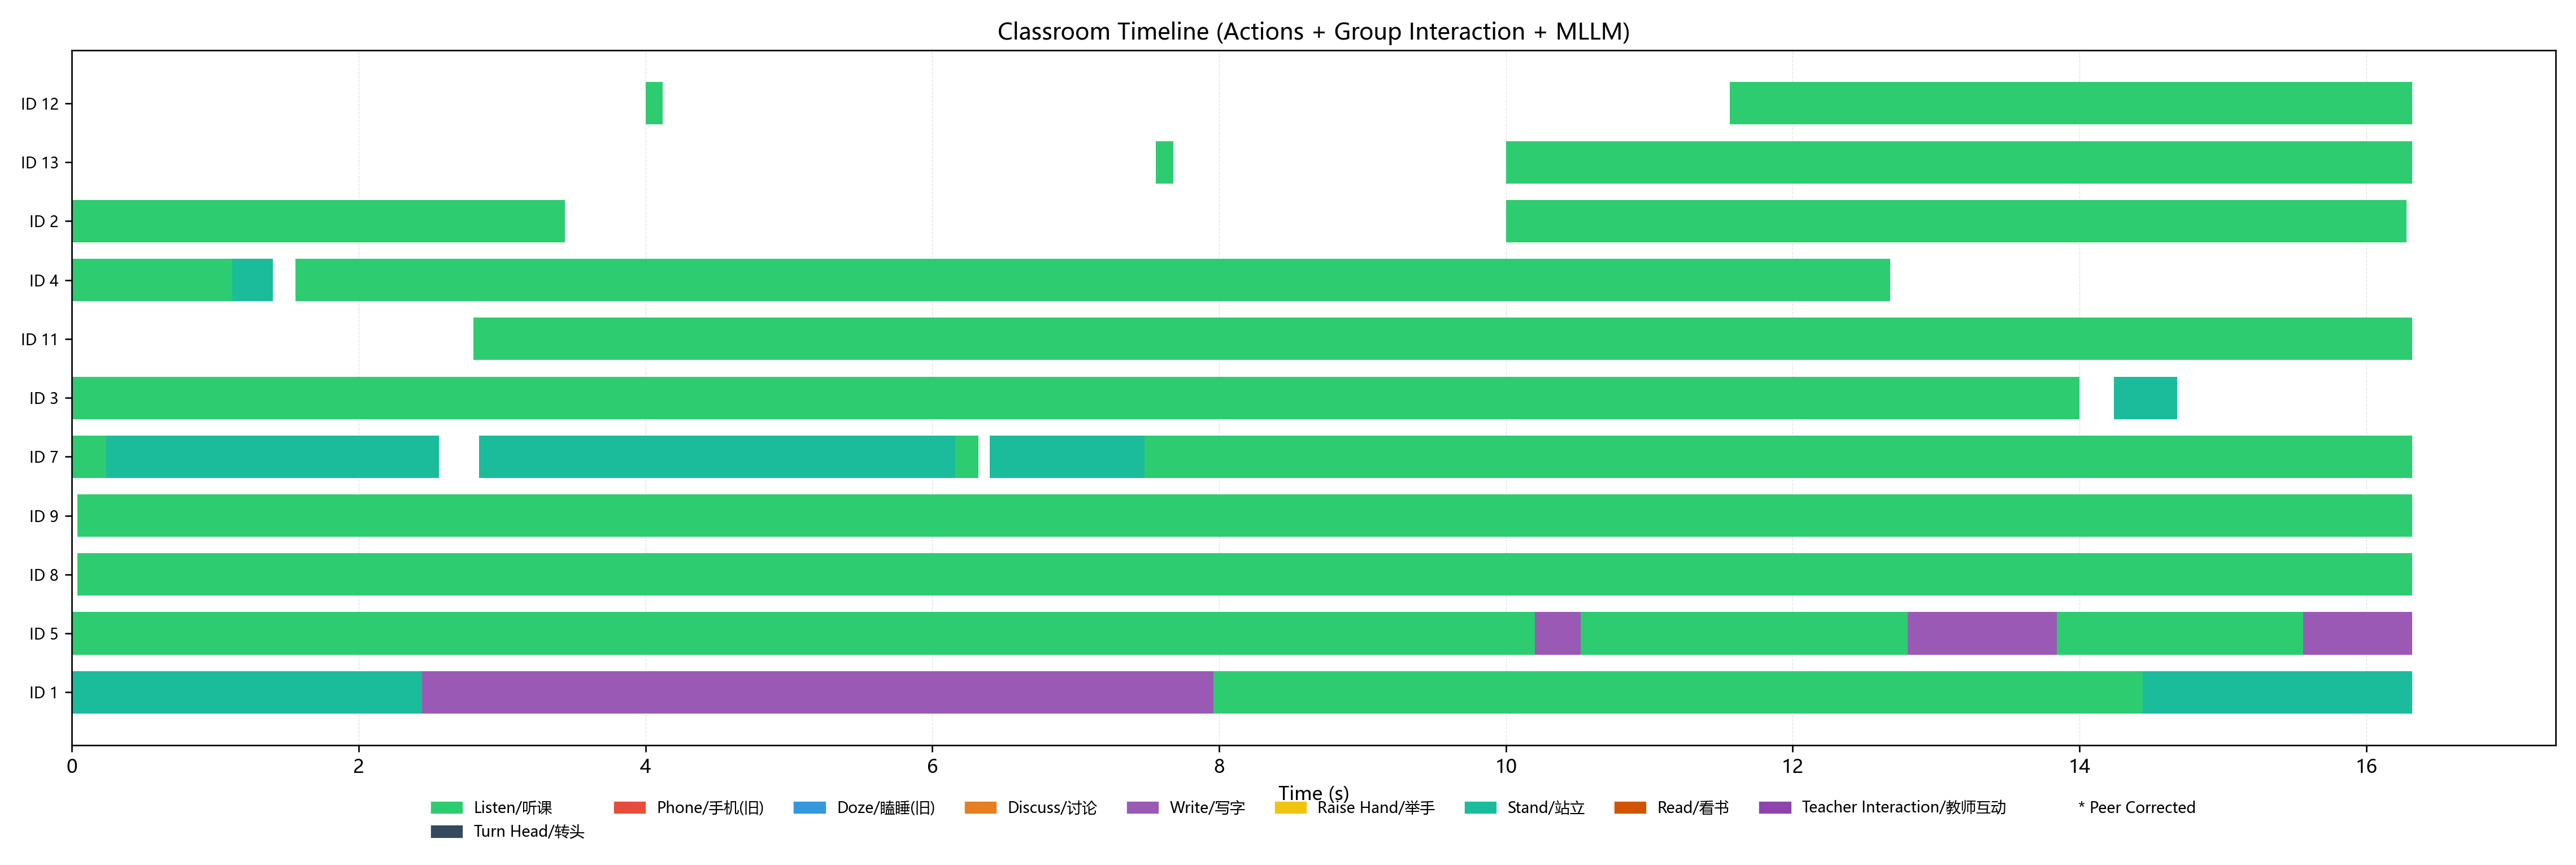 Classroom Timeline (Actions + Group Interaction + MLLM)
ID 12
ID 13
ID 2
ID 4
ID 11
ID 3
ID 7
ID 9
ID 8
ID 5
ID 1
0 2 4 6 8 10 12 14 16
Time (s)
Listen/听课 Phone/手机(旧) Doze/瞌睡(旧) Discuss/讨论 Write/写字 Raise Hand/举手 Stand/站立 Read/看书 Teacher Interaction/教师互动 * Peer Corrected
Turn Head/转头